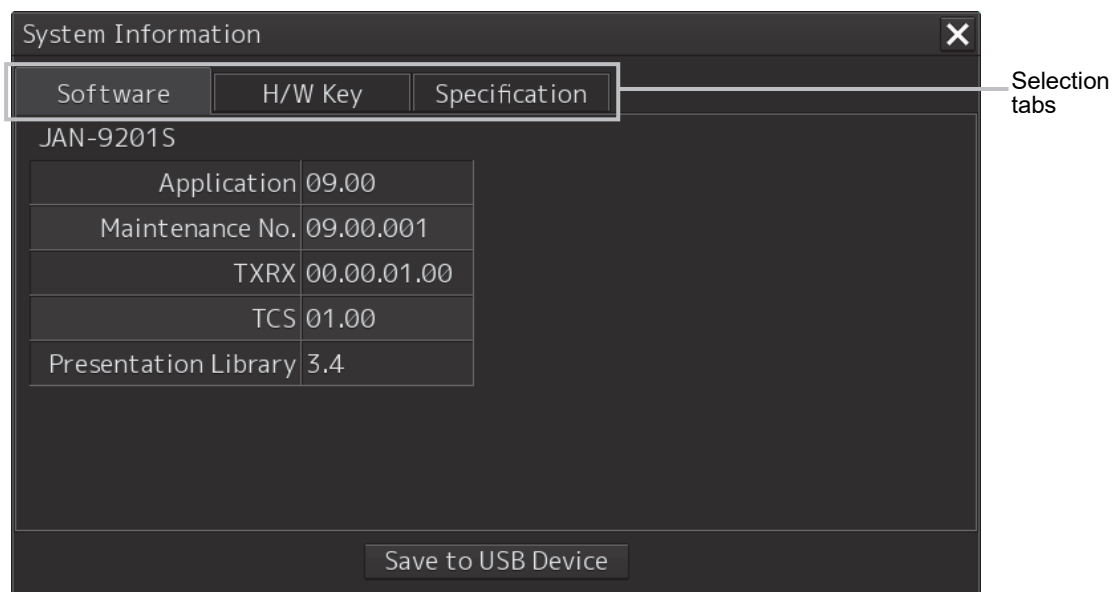 System Information
Software H/W Key Specification
Selection
tabs
JAN-9201S
Application 09.00
Maintenance No. 09.00.001
TXRX 00.00.01.00
TCS 01.00
Presentation Library 3.4
Save to USB Device